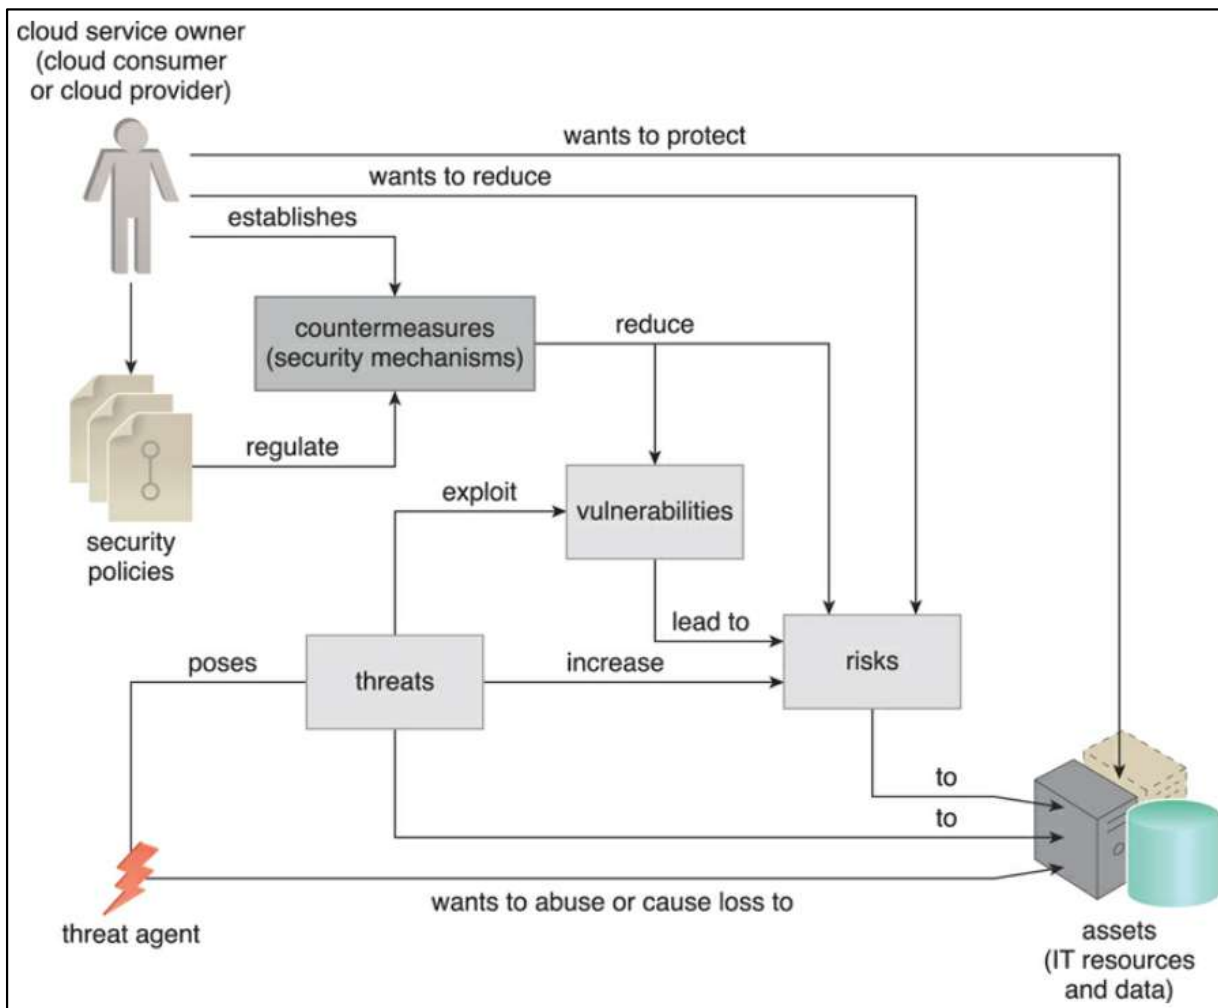 cloud service owner
(cloud consumer
or cloud provider)
wants to protect
wants to reduce
establishes
countermeasures
(security mechanisms)
reduce
regulate
exploit
vulnerabilities
security
policies
lead to
poses
threats
increase
risks
to
to
wants to abuse or cause loss to
threat agent
assets
(IT resources
and data)